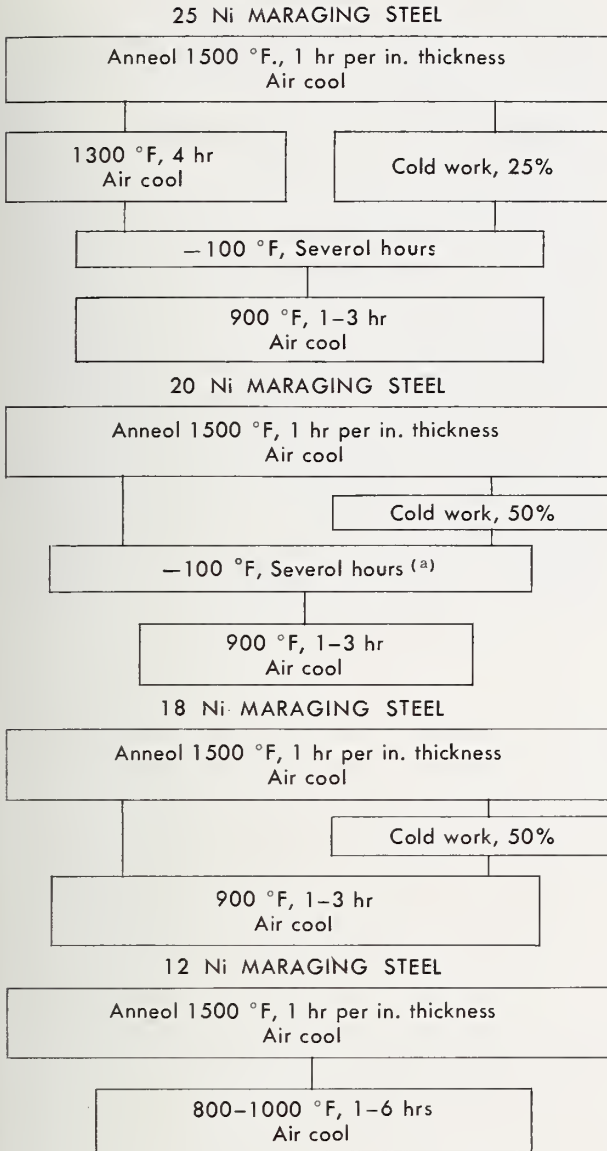 25 Ni MARAGING STEEL
Anneol 1500 °F., 1 hr per in. thickness
Air cool
1300 °F, 4 hr
Air cool
Cold work, 25%
—100 °F, Severol hours
900 °F, 1–3 hr
Air cool
20 Ni MARAGING STEEL
Anneol 1500 °F, 1 hr per in. thickness
Air cool
Cold work, 50%
—100 °F, Severol hours (a)
900 °F, 1–3 hr
Air cool
18 Ni MARAGING STEEL
Anneol 1500 °F, 1 hr per in. thickness
Air cool
Cold work, 50%
900 °F, 1–3 hr
Air cool
12 Ni MARAGING STEEL
Anneol 1500 °F, 1 hr per in. thickness
Air cool
800–1000 °F, 1–6 hrs
Air cool